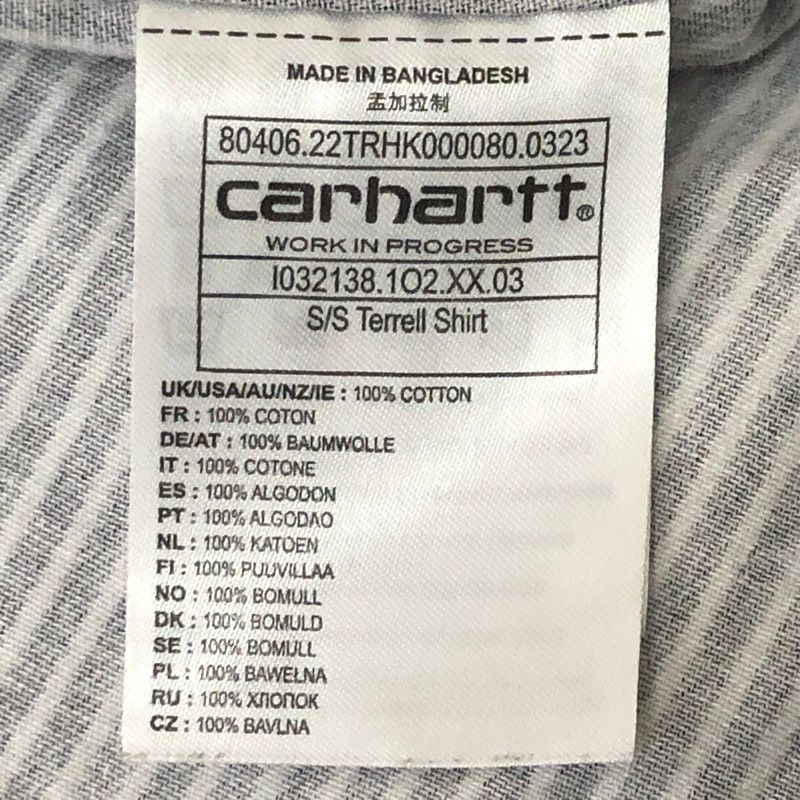 MADE IN BANGLADESH
孟加拉制
80406.22TRHK000080.0323
carhartt®
WORK IN PROGRESS
I032138.1O2.XX.03
S/S Terrell Shirt
UK/USA/AU/NZ/IE : 100% COTTON
FR : 100% COTON
DE/AT : 100% BAUMWOLLE
IT : 100% COTONE
ES : 100% ALGODON
PT : 100% ALGODAO
NL : 100% KATOEN
FI : 100% PUUVILLAA
NO : 100% BOMULL
DK : 100% BOMULD
SE : 100% BOMULL
PL : 100% BAWEŁNA
RU : 100% ХЛОПОК
CZ : 100% BAVLNA